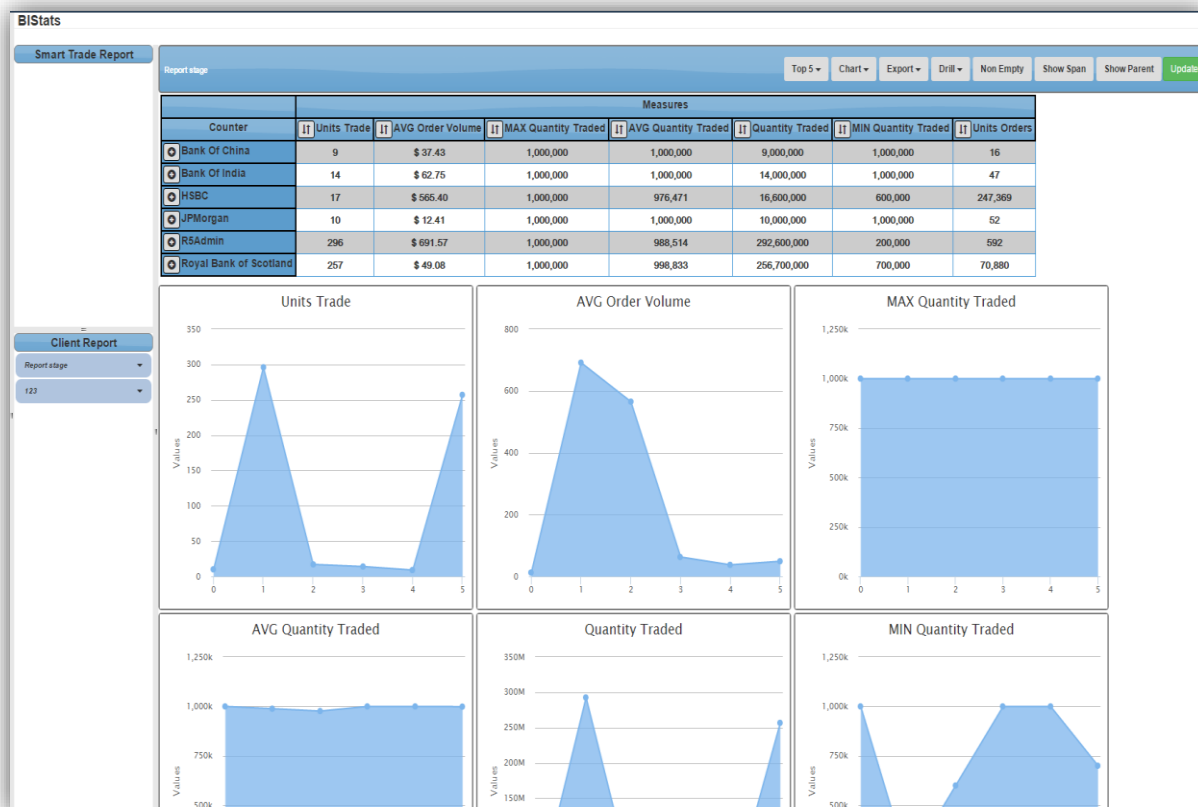 BIStats
Smart Trade Report
Report stage
Top 5 Chart Export Drill Non Empty Show Span Show Parent Update
Measures
Counter Units Trade AVG Order Volume MAX Quantity Traded AVG Quantity Traded Quantity Traded MIN Quantity Traded Units Orders
Bank Of China 9 $ 37.43 1,000,000 1,000,000 9,000,000 1,000,000 16
Bank Of India 14 $ 62.75 1,000,000 1,000,000 14,000,000 1,000,000 47
HSBC 17 $ 565.40 1,000,000 976,471 16,600,000 600,000 247,369
JPMorgan 10 $ 12.41 1,000,000 1,000,000 10,000,000 1,000,000 52
R5Admin 296 $ 691.57 1,000,000 988,514 292,600,000 200,000 592
Royal Bank of Scotland 257 $ 49.08 1,000,000 998,833 256,700,000 700,000 70,880
Client Report
Report stage
123
Units Trade
Values
350
300
250
200
150
100
50
0
0 1 2 3 4 5
AVG Order Volume
Values
800
600
400
200
0
0 1 2 3 4 5
MAX Quantity Traded
Values
1,250k
1,000k
750k
500k
250k
0k
0 1 2 3 4 5
AVG Quantity Traded
Values
1,250k
1,000k
750k
500k
Quantity Traded
Values
350M
300M
250M
200M
150M
MIN Quantity Traded
Values
1,250k
1,000k
750k
500k